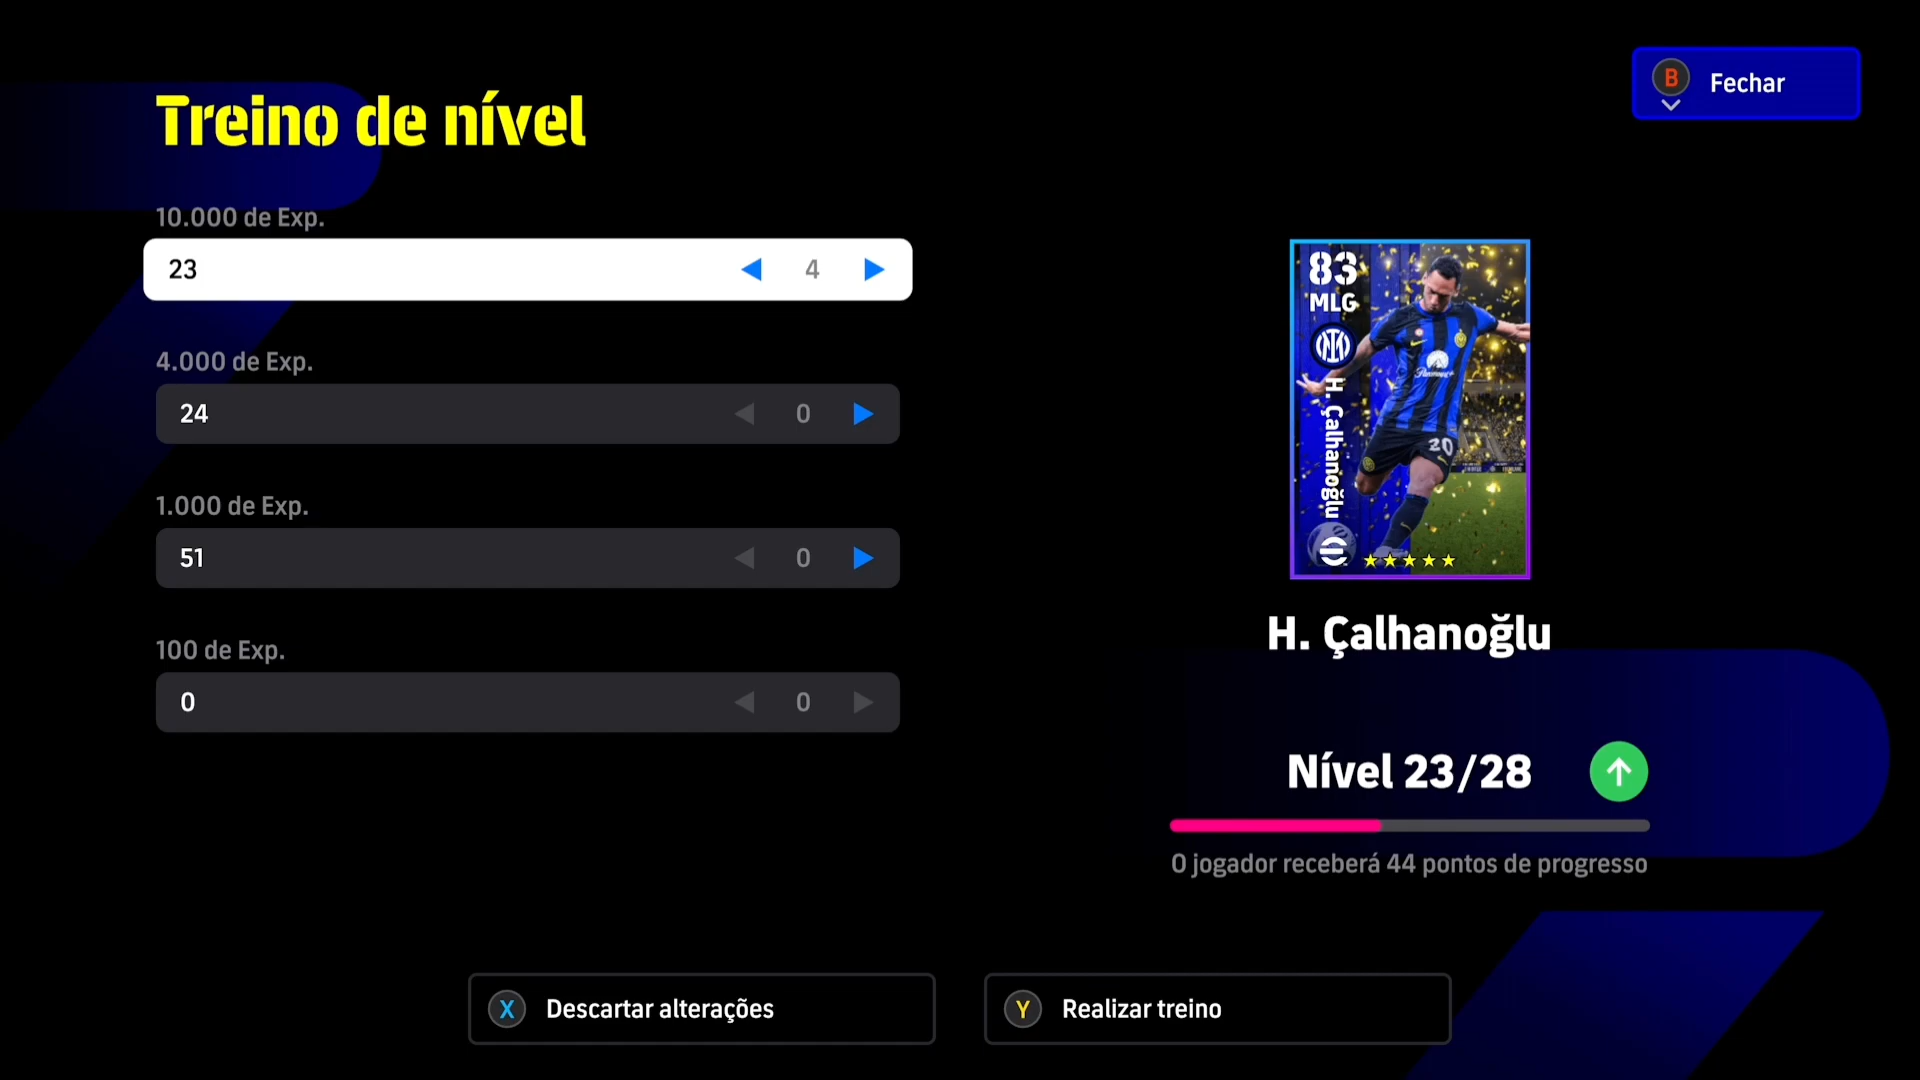 Treino de nível
B
Fechar
10.000 de Exp.
23
4
4.000 de Exp.
24
0
1.000 de Exp.
51
0
100 de Exp.
0
0
83
MLG
H. Çalhanoğlu
20
Paramount+
H. Çalhanoğlu
Nível 23/28
O jogador receberá 44 pontos de progresso
X
Descartar alterações
Y
Realizar treino